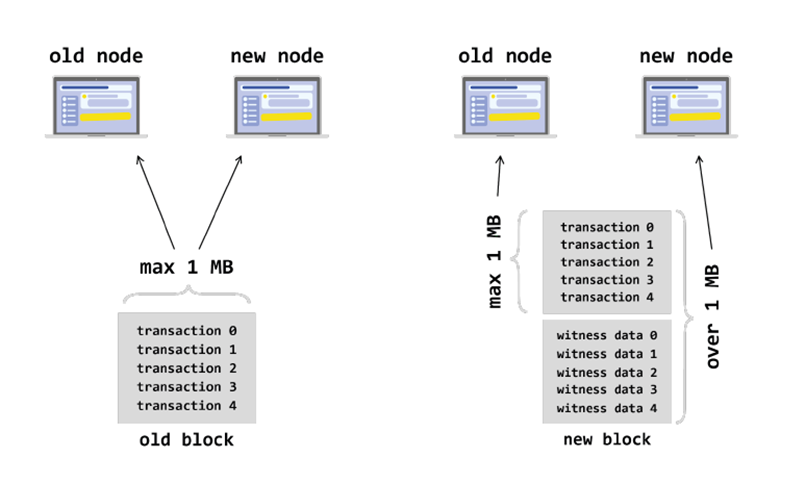 old node
new node
old node
new node
max 1 MB
transaction 0
transaction 1
transaction 2
transaction 3
transaction 4
old block
max 1 MB
transaction 0
transaction 1
transaction 2
transaction 3
transaction 4
over 1 MB
witness data 0
witness data 1
witness data 2
witness data 3
witness data 4
new block